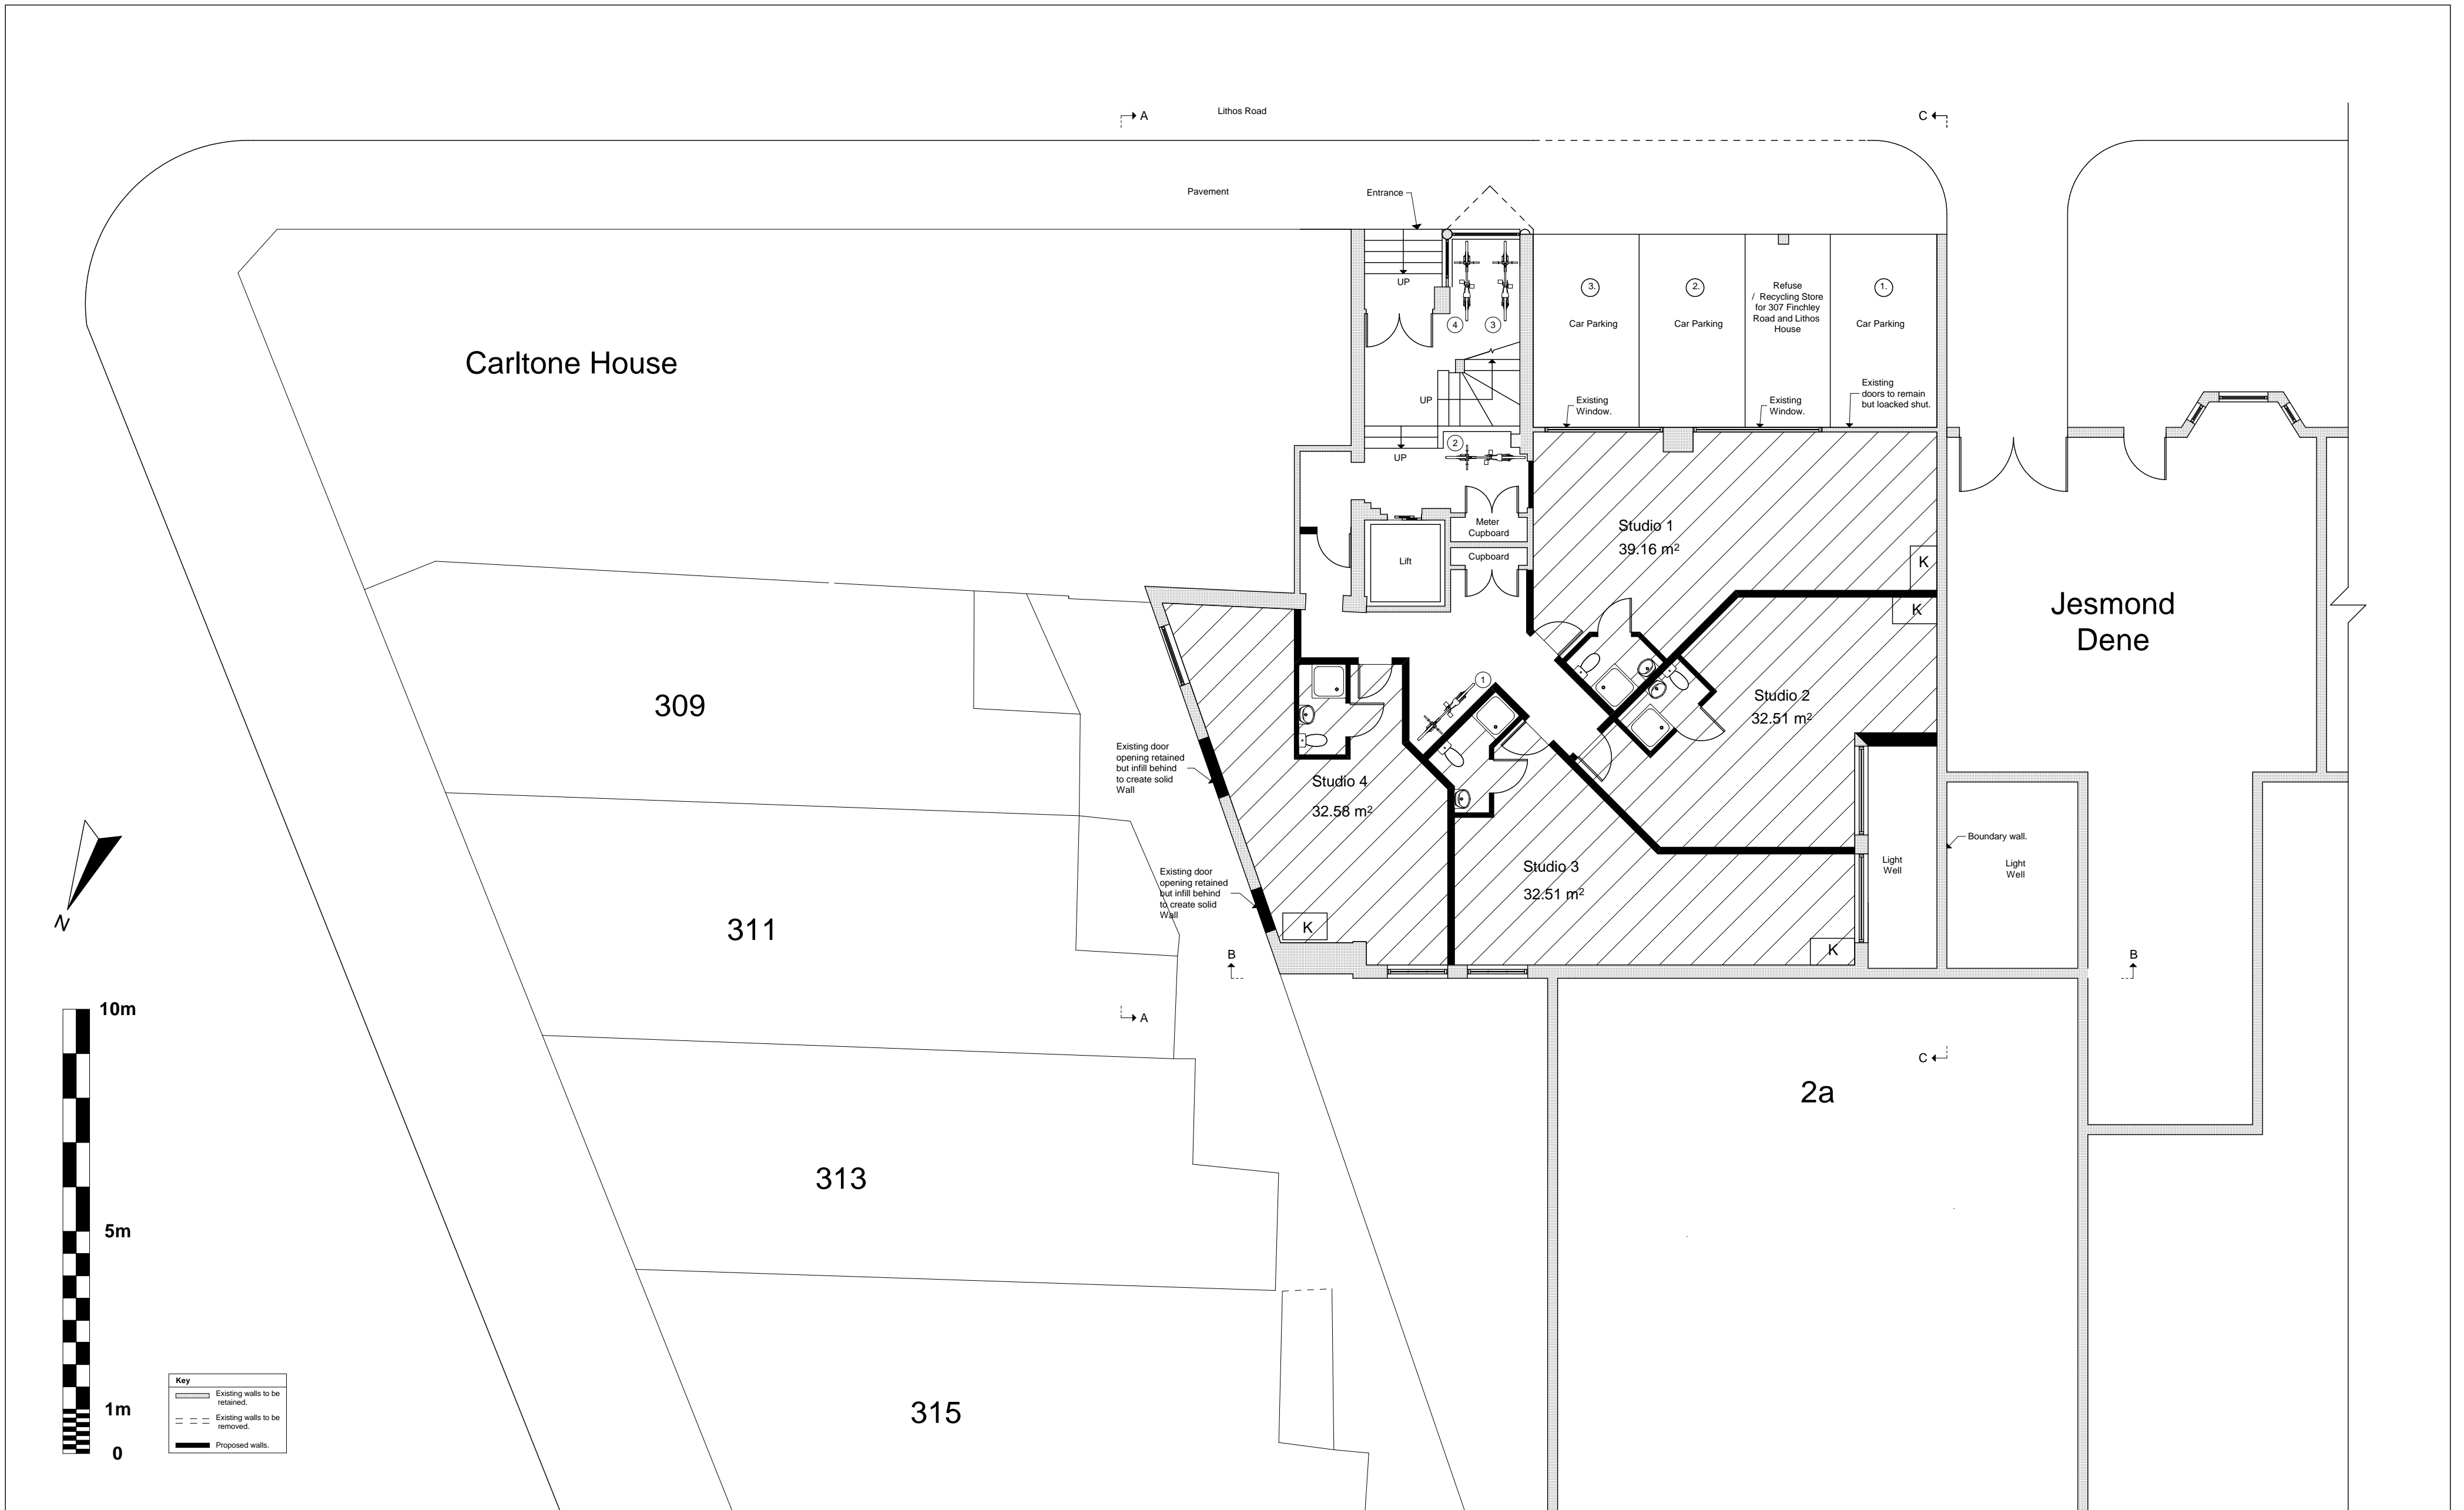 Lithos Road
A
C
Pavement
Entrance
UP
4
3
3.
Car Parking
2.
Car Parking
Refuse
/ Recycling Store
for 307 Finchley
Road and Lithos
House
1.
Car Parking
Carltone House
UP
Existing
Window.
Existing
Window.
Existing
doors to remain
but loacked shut.
2
UP
Meter
Cupboard
Cupboard
Lift
Studio 1
39.16 m2
K
K
Jesmond
Dene
309
1
Studio 2
32.51 m2
Existing door
opening retained
but infill behind
to create solid
Wall
Studio 4
32.58 m2
Boundary wall.
Light
Well
Light
Well
Studio 3
32.51 m2
Existing door
opening retained
but infill behind
to create solid
Wall
K
K
N
311
B
B
A
C
2a
10m
5m
1m
0
313
315
Key
Existing walls to be
retained.
Existing walls to be
removed.
Proposed walls.